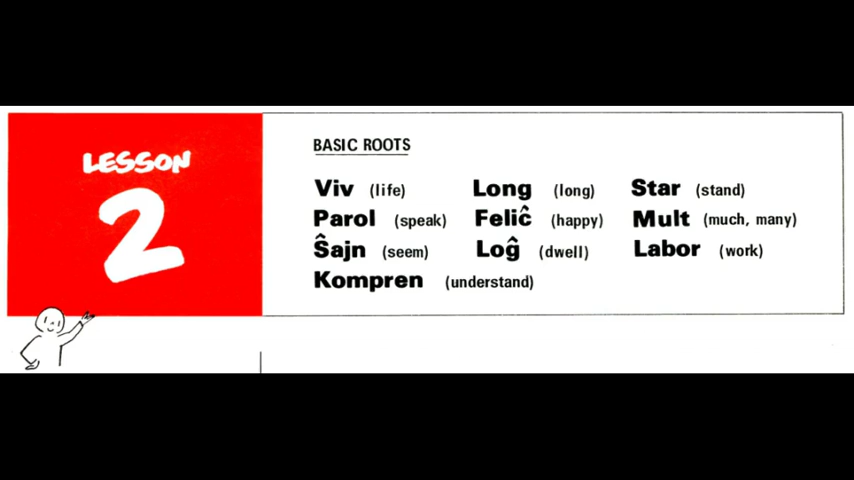 LESSON
2
BASIC ROOTS
Viv (life) Long (long) Star (stand)
Parol (speak) Feliĉ (happy) Mult (much, many)
Ŝajn (seem) Loĝ (dwell) Labor (work)
Kompren (understand)